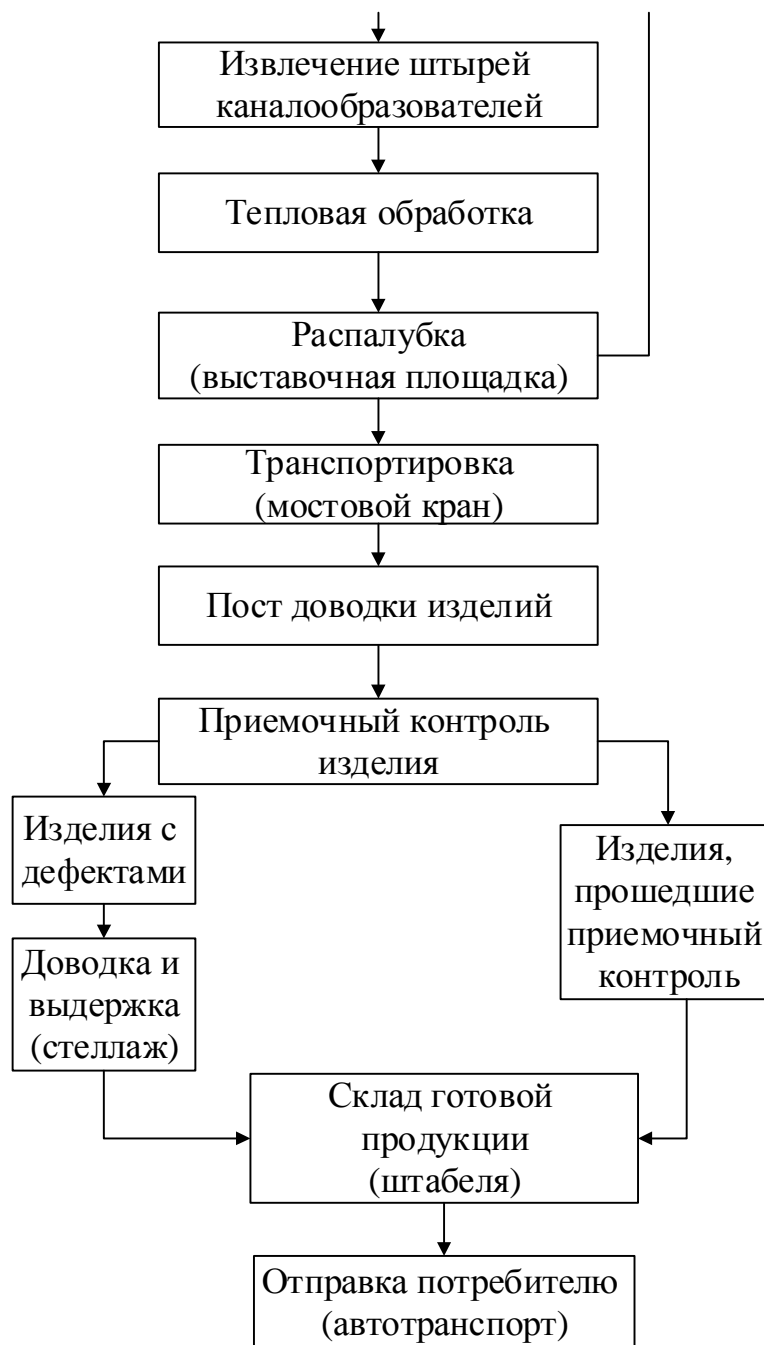 Извлечение штырей
каналообразователей
Тепловая обработка
Распалубка
(выставочная площадка)
Транспортировка
(мостовой кран)
Пост доводки изделий
Приемочный контроль
изделия
Изделия с
дефектами
Доводка и
выдержка
(стеллаж)
Изделия,
прошедшие
приемочный
контроль
Склад готовой
продукции
(штабеля)
Отправка потребителю
(автотранспорт)